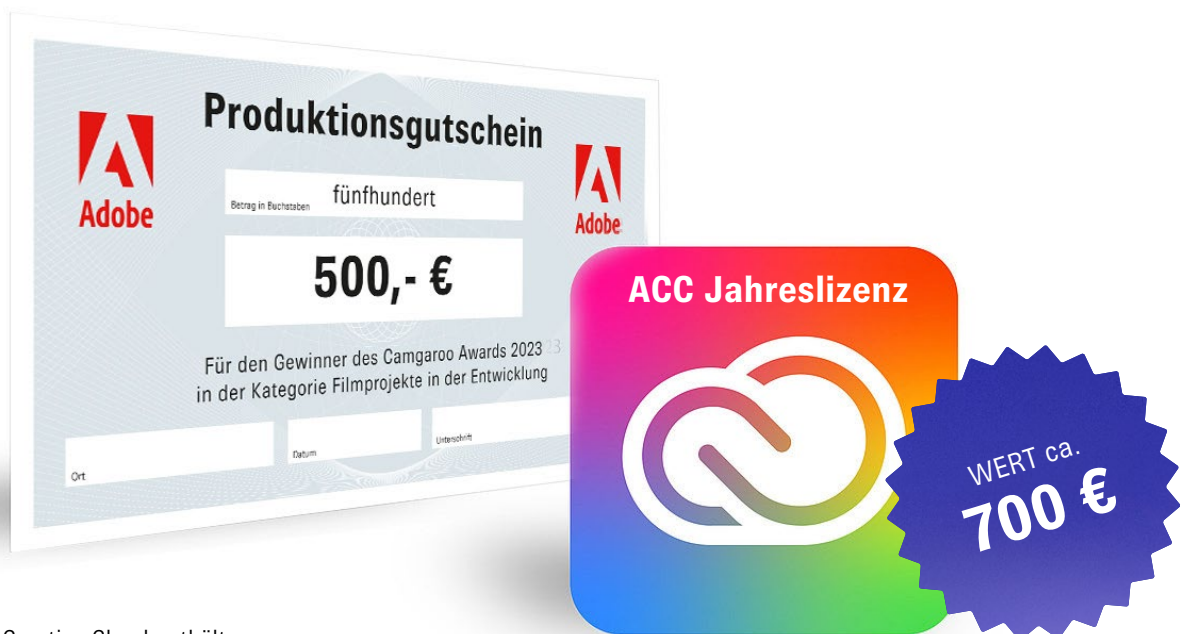 Produktionsgutschein
Adobe
Betrag in Buchstaben fünfhundert
Adobe
500,- €
Für den Gewinner des Camgaroo Awards 2023
in der Kategorie Filmprojekte in der Entwicklung
Ort
Datum
Unterschrift
ACC Jahreslizenz
WERT ca.
700 €